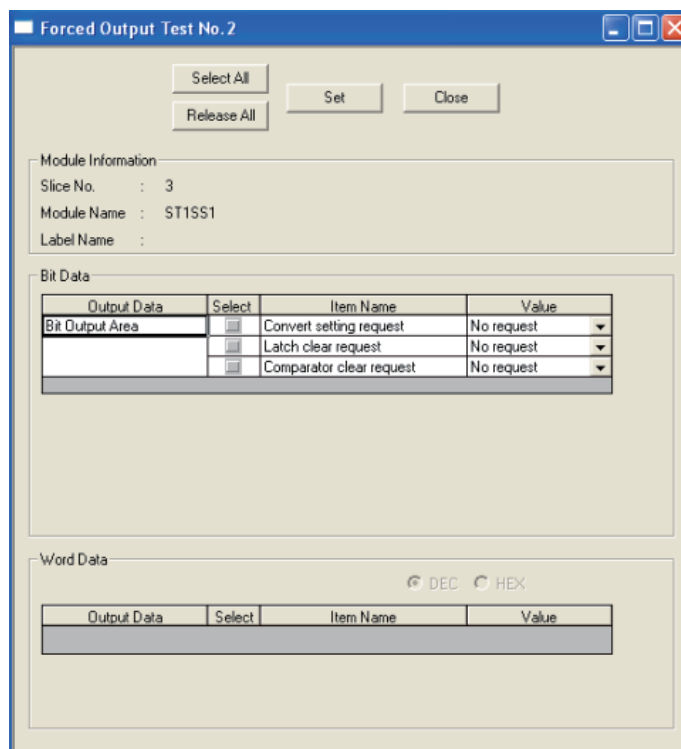 Forced Output Test No.2
Select All
Release All
Set
Close
Module Information
Slice No. : 3
Module Name : ST1SS1
Label Name :
Bit Data
Output Data Select Item Name Value
Bit Output Area Convert setting request No request
Latch clear request No request
Comparator clear request No request
Word Data
DEC HEX
Output Data Select Item Name Value